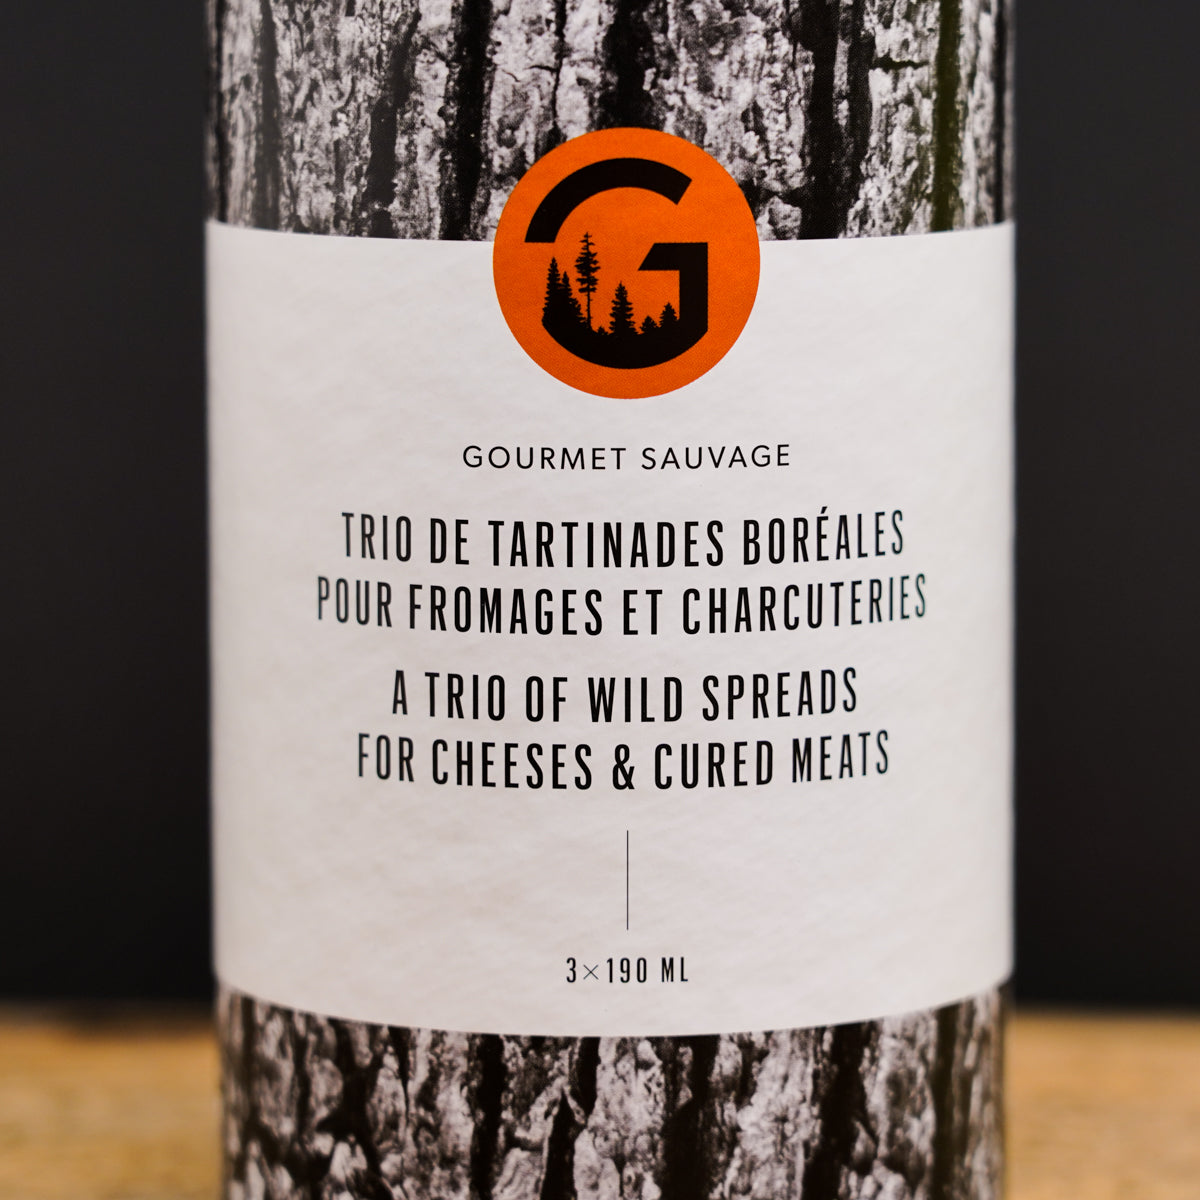 G
GOURMET SAUVAGE
TRIO DE TARTINADES BORÉALES
POUR FROMAGES ET CHARCUTERIES
A TRIO OF WILD SPREADS
FOR CHEESES & CURED MEATS
3×190 ML